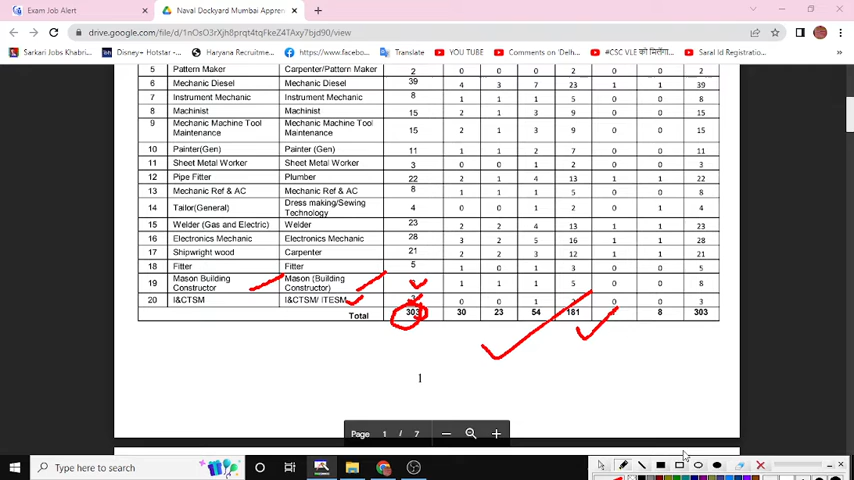 Exam Job Alert
Naval Dockyard Mumbai Appren
drive.google.com/file/d/1nOsO3rXjh8prqt4tqFkeZ4TAxy7bjd90/view
Sarkari Jobs Khabri...
Disney+ Hotstar -...
Haryana Recruitme...
https://www.facebo...
Translate
YOU TUBE
Comments on 'Delh...
Saral Id Registratio...
5 Pattern Maker Carpenter/Pattern Maker 2 0 0 0 2 0 0 2
6 Mechanic Diesel Mechanic Diesel 39 4 3 7 23 1 1 39
7 Instrument Mechanic Instrument Mechanic 8 1 1 1 5 0 0 8
8 Machinist Machinist 15 2 1 3 9 0 0 15
9 Mechanic Machine Tool Mechanic Machine Tool 15 2 1 3 9 0 0 15
Maintenance Maintenance
10 Painter(Gen) Painter (Gen) 11 1 1 2 7 0 0 11
11 Sheet Metal Worker Sheet Metal Worker 3 0 0 1 2 0 0 3
12 Pipe Fitter Plumber 22 2 1 4 13 1 1 22
13 Mechanic Ref & AC Mechanic Ref & AC 8 1 1 1 5 0 0 8
14 Tailor(General) Dress making/Sewing 4 0 0 1 2 0 1 4
Technology
15 Welder (Gas and Electric) Welder 23 2 2 4 13 1 1 23
16 Electronics Mechanic Electronics Mechanic 28 3 2 5 16 1 1 28
17 Shipwright wood Carpenter 21 2 2 3 12 1 1 21
18 Fitter Fitter 5 1 0 1 3 0 0 5
19 Mason Building Mason (Building 1 1 1 5 0 0 8
Constructor Constructor)
20 I&CTSM I&CTSM/ ITESM 0 0 1 0 0 3
Total 303 30 23 54 181 8 303
1
Page 1 / 7
Type here to search